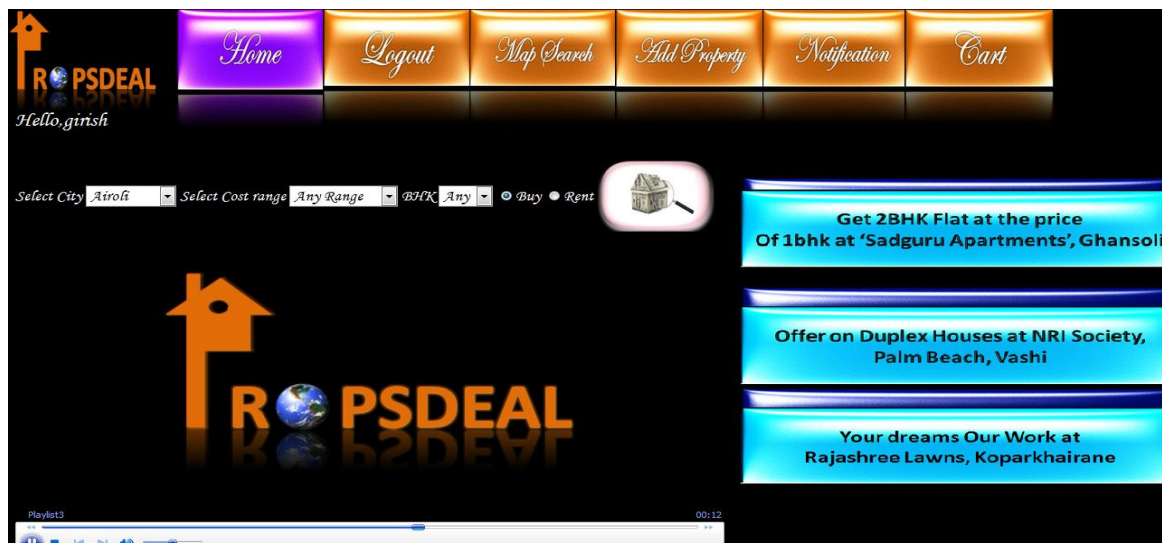 R PSDEAL
Home
Logout
Map Search
Add Property
Notification
Cart
Hello,girish
Select City Airoli Select Cost range Any Range BHK Any Buy Rent
Get 2BHK Flat at the price
Of 1bhk at ‘Sadguru Apartments’, Ghansoli
Offer on Duplex Houses at NRI Society,
Palm Beach, Vashi
R PSDEAL
Your dreams Our Work at
Rajashree Lawns, Koparkhairane
Playlist3 00:12